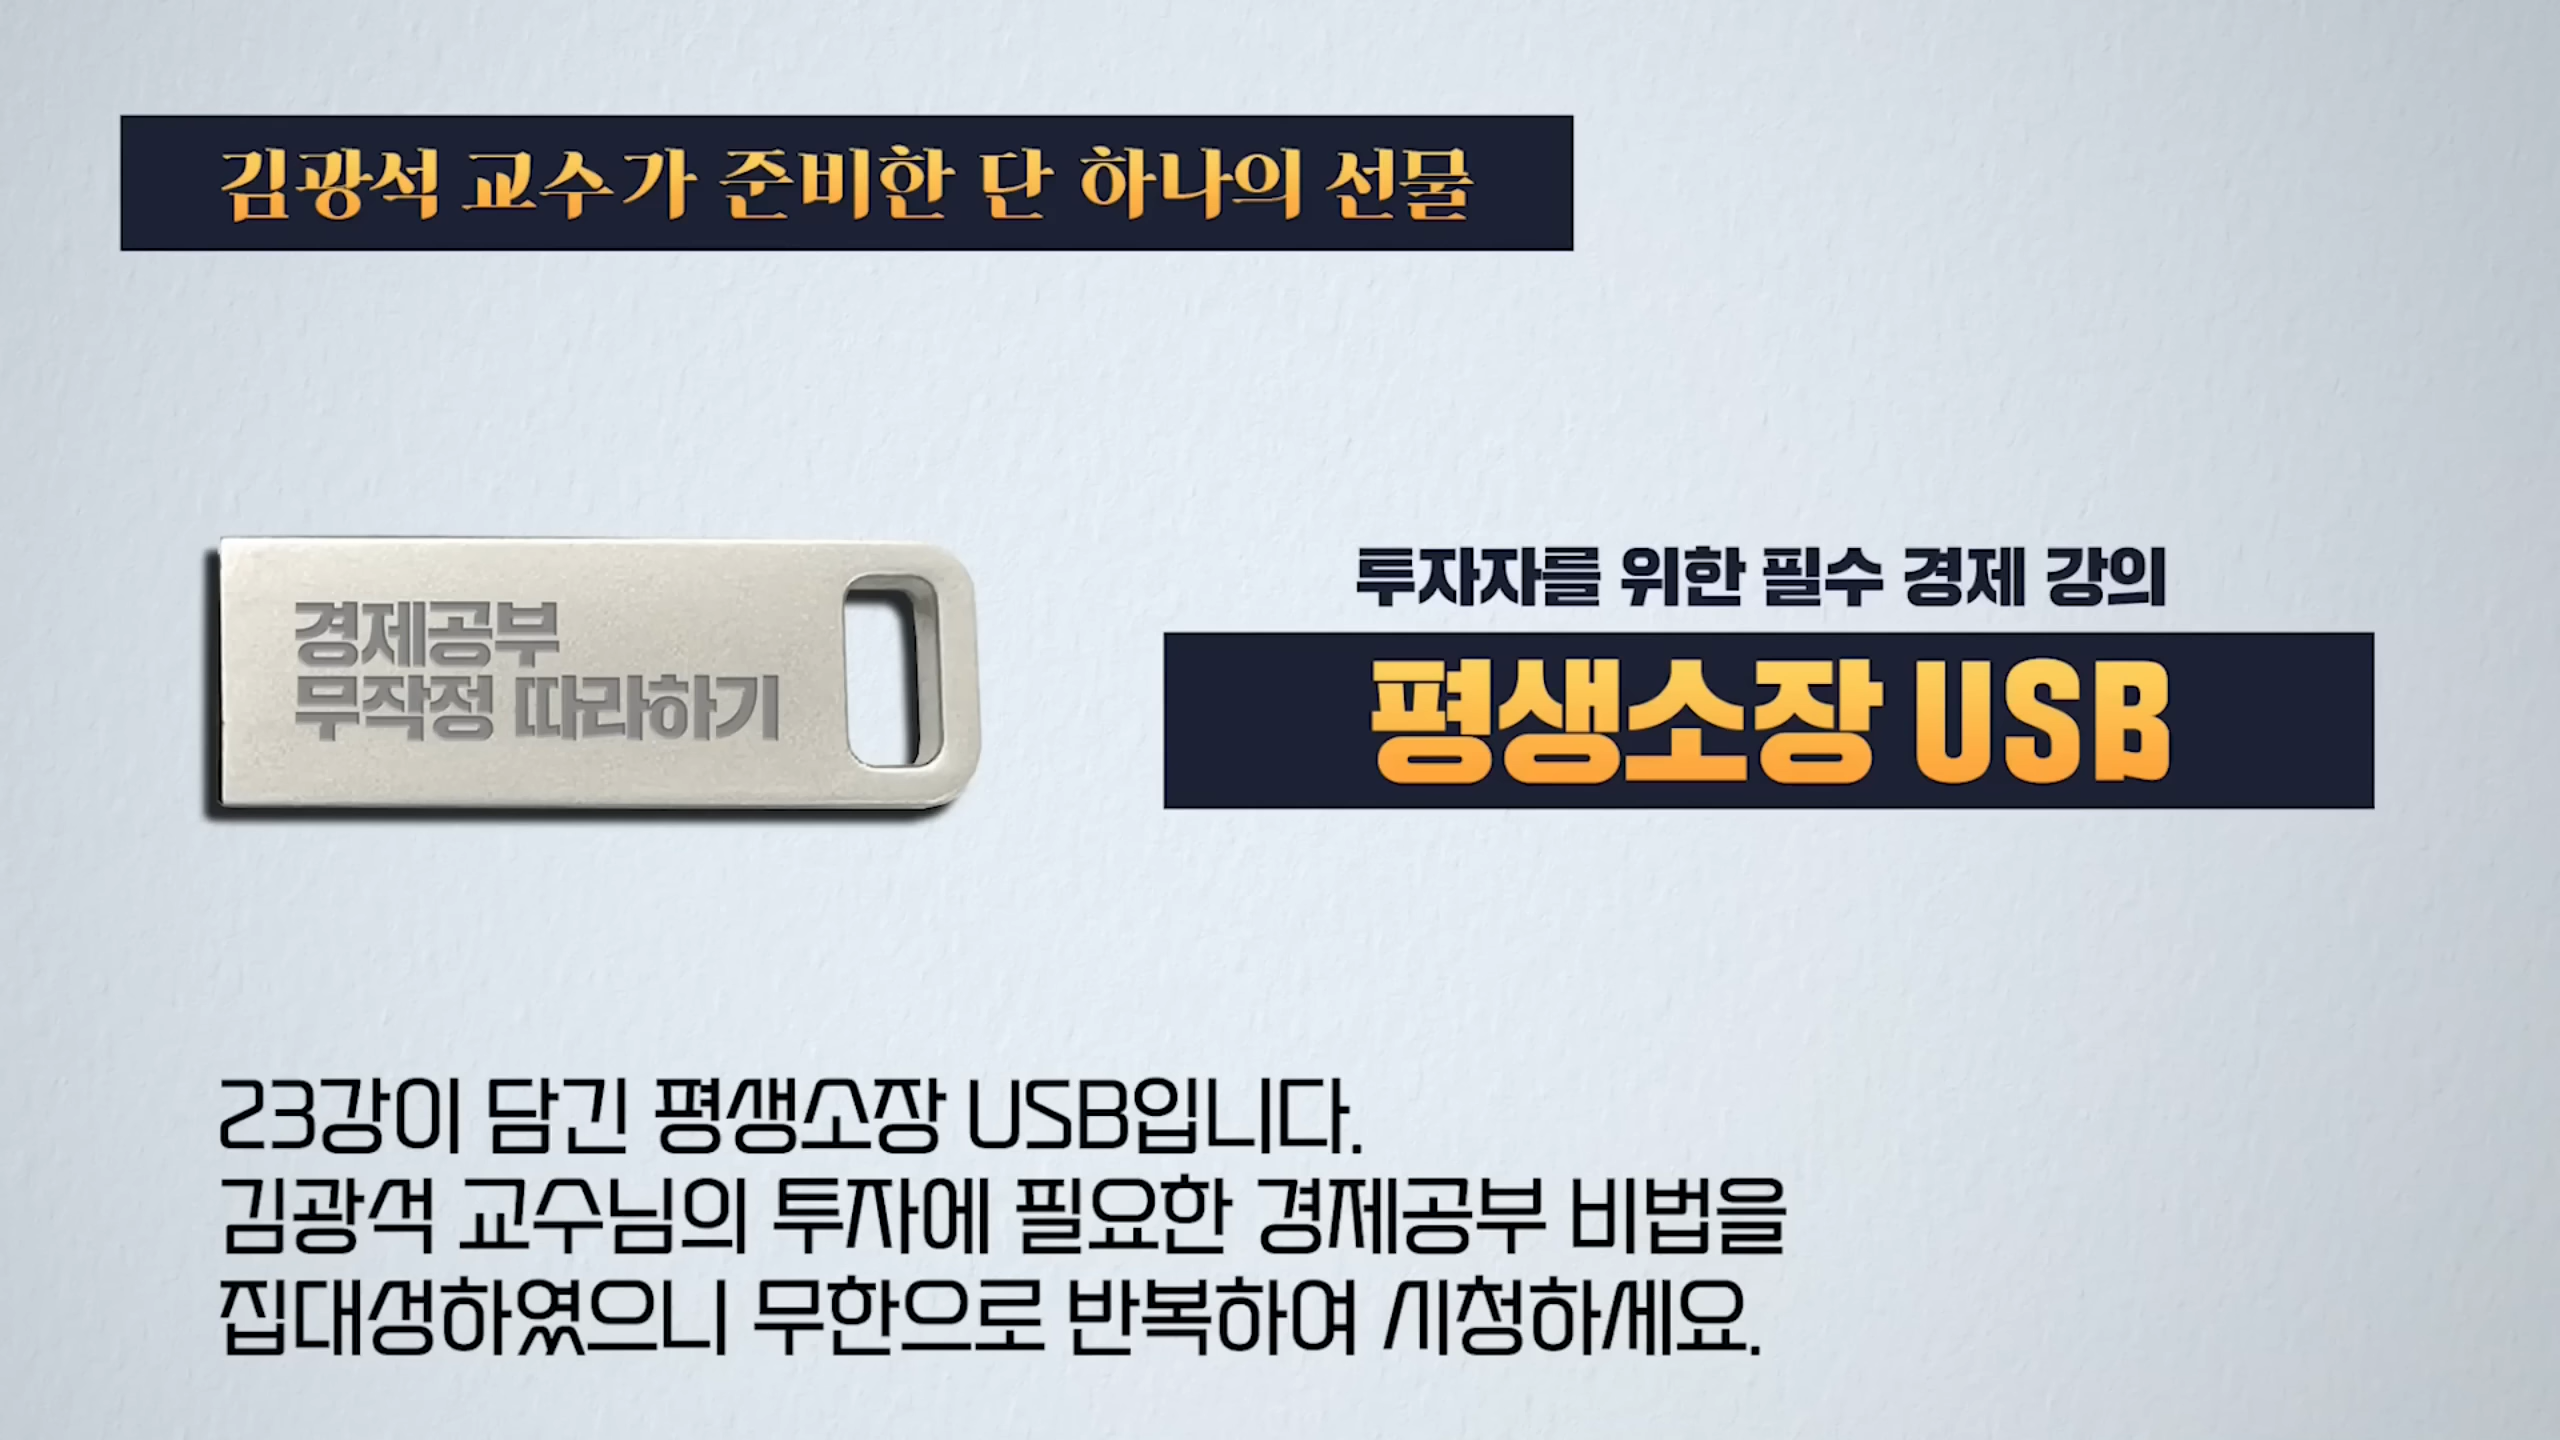 김광석 교수가 준비한 단 하나의 선물
경제공부
무작정 따라하기
투자자를 위한 필수 경제 강의
평생소장 USB
23강이 담긴 평생소장 USB입니다.
김광석 교수님의 투자에 필요한 경제공부 비법을
집대성하였으니 무한으로 반복하여 시청하세요.